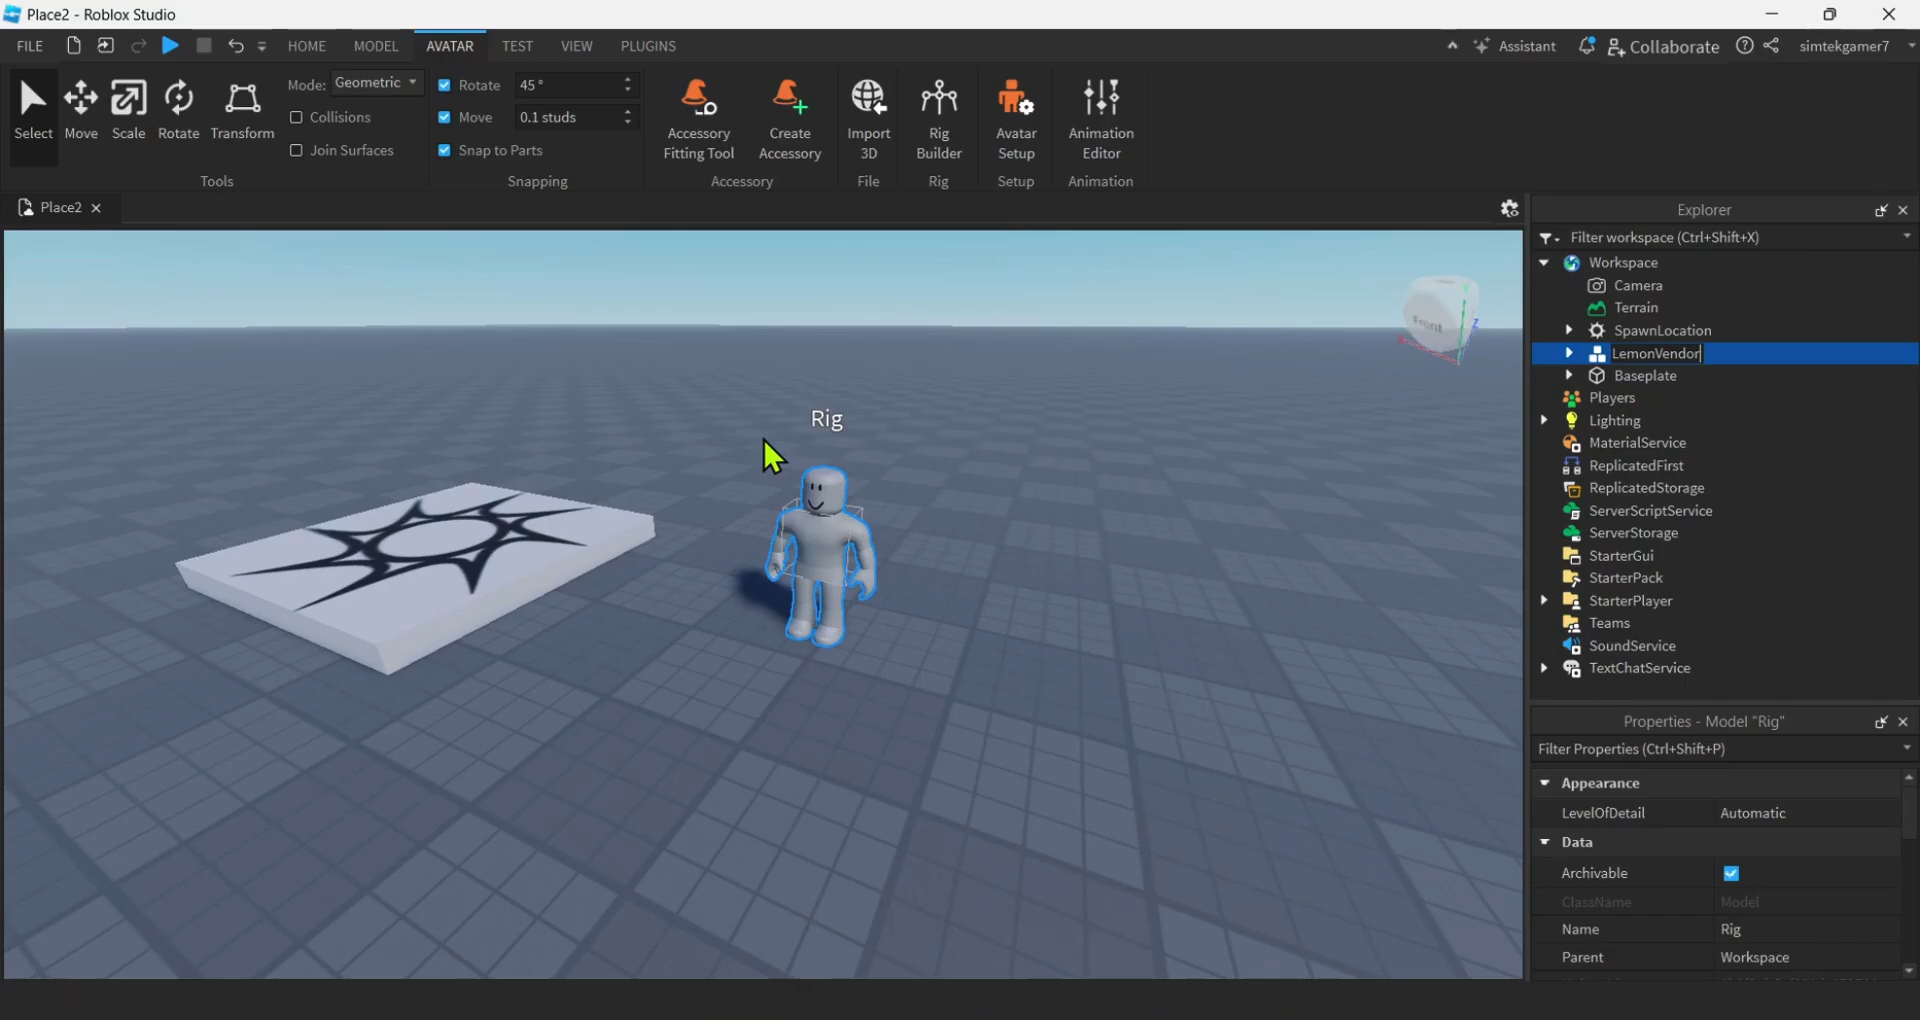 Place2 - Roblox Studio
FILE HOME MODEL AVATAR TEST VIEW PLUGINS Assistant Collaborate simtekgamer7
Select Move Scale Rotate Transform
Mode: Geometric
Collisions
Join Surfaces
Tools
Rotate 45 °
Move 0.1 studs
Snap to Parts
Snapping
Accessory Fitting Tool
Create Accessory
Accessory
Import 3D
File
Rig Builder
Rig
Avatar Setup
Setup
Animation Editor
Animation
Place2
Front
Rig
Explorer
Filter workspace (Ctrl+Shift+X)
Workspace
Camera
Terrain
SpawnLocation
LemonVendor
Baseplate
Players
Lighting
MaterialService
ReplicatedFirst
ReplicatedStorage
ServerScriptService
ServerStorage
StarterGui
StarterPack
StarterPlayer
Teams
SoundService
TextChatService
Properties - Model "Rig"
Filter Properties (Ctrl+Shift+P)
Appearance
LevelOfDetail Automatic
Data
Archivable
ClassName Model
Name Rig
Parent Workspace